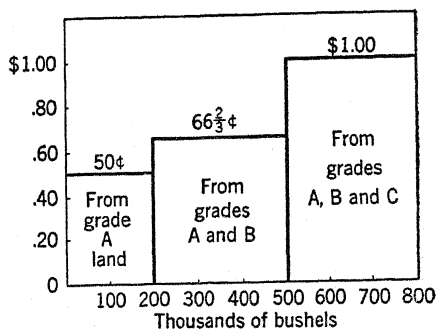 $1.00
$1.00
.80
66⅔¢
.60
50¢
From
grades
A, B and C
.40
From
grade
A
land
From
grades
A and B
.20
0
100 200 300 400 500 600 700 800
Thousands of bushels